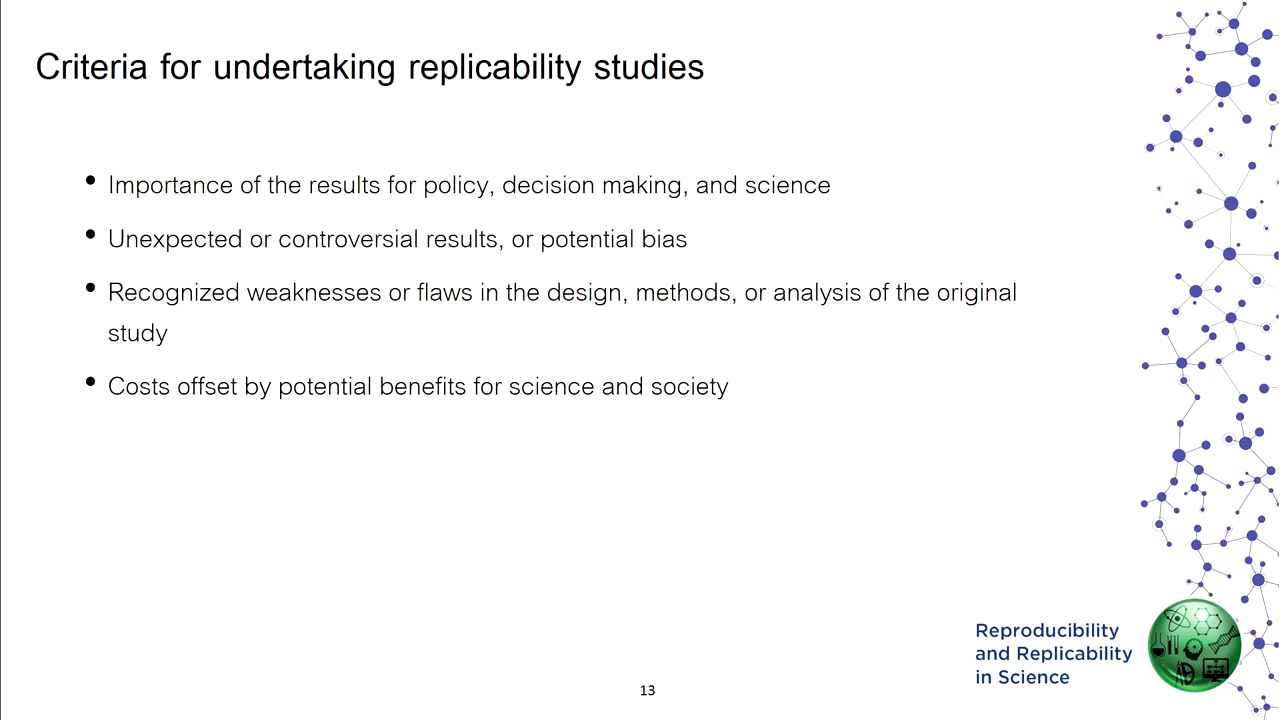 Criteria for undertaking replicability studies
• Importance of the results for policy, decision making, and science
• Unexpected or controversial results, or potential bias
• Recognized weaknesses or flaws in the design, methods, or analysis of the original
study
• Costs offset by potential benefits for science and society
Reproducibility
and Replicability
in Science
13